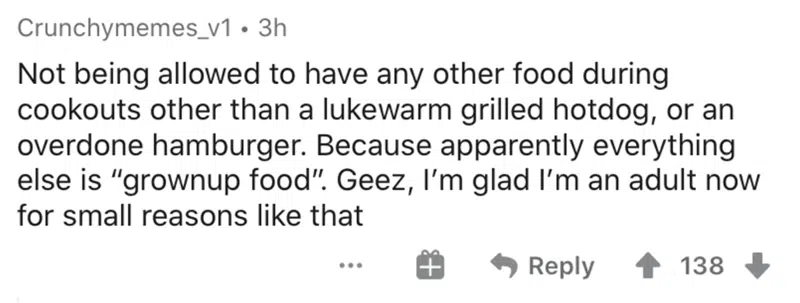 Crunchymemes_v1 • 3h
Not being allowed to have any other food during
cookouts other than a lukewarm grilled hotdog, or an
overdone hamburger. Because apparently everything
else is “grownup food”. Geez, I’m glad I’m an adult now
for small reasons like that
... Reply 138